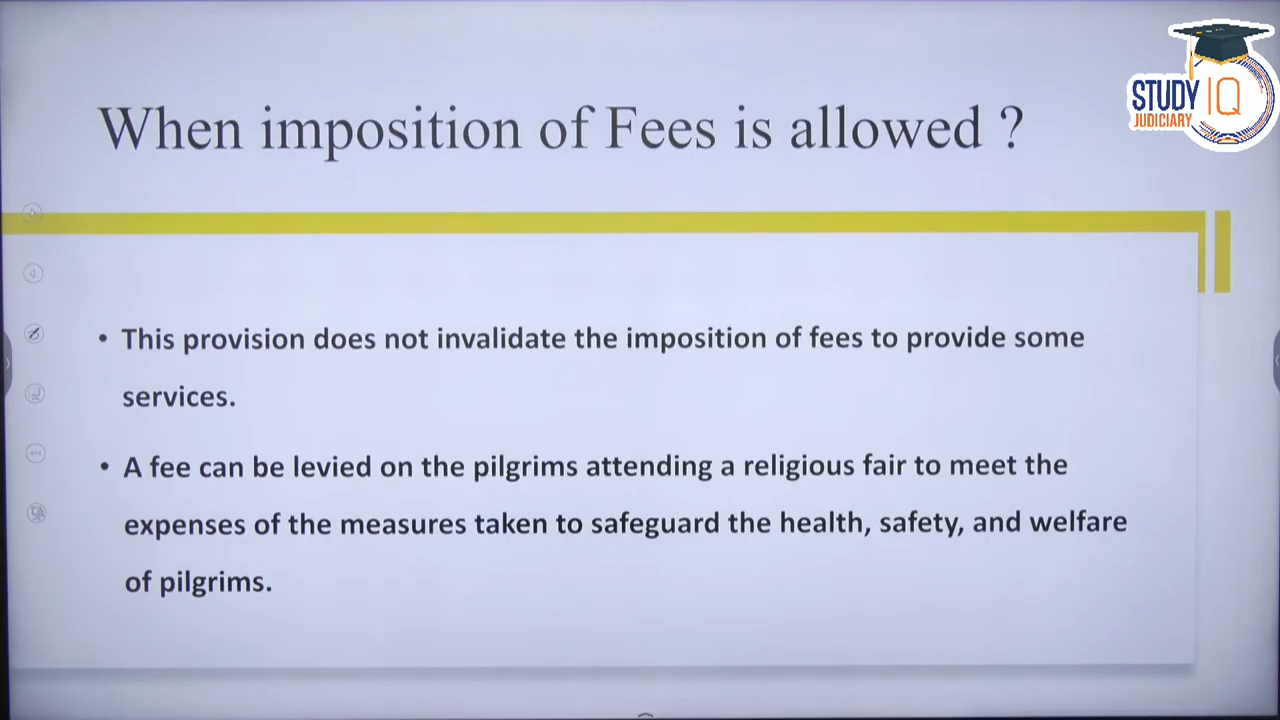 STUDY IQ
JUDICIARY
When imposition of Fees is allowed ?
• This provision does not invalidate the imposition of fees to provide some
services.
• A fee can be levied on the pilgrims attending a religious fair to meet the
expenses of the measures taken to safeguard the health, safety, and welfare
of pilgrims.